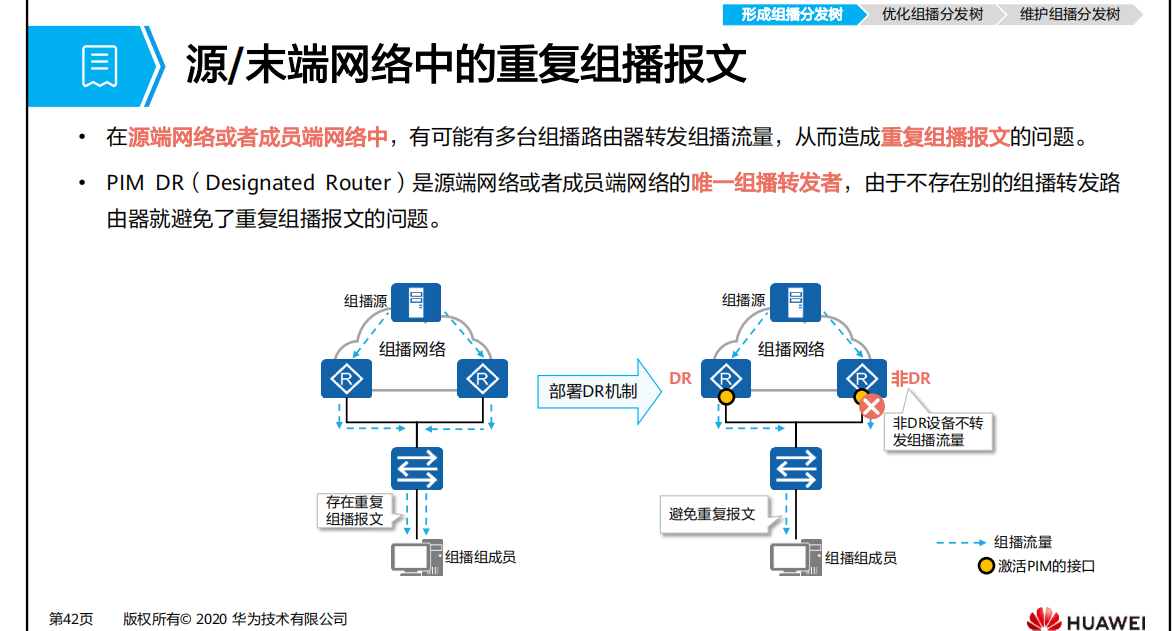 形成组播分发树
优化组播分发树
维护组播分发树
源/末端网络中的重复组播报文
• 在源端网络或者成员端网络中，有可能有多台组播路由器转发组播流量，从而造成重复组播报文的问题。
• PIM DR（Designated Router）是源端网络或者成员端网络的唯一组播转发者，由于不存在别的组播转发路
由器就避免了重复组播报文的问题。
组播源
组播网络
R
R
存在重复
组播报文
组播组成员
部署DR机制
组播源
组播网络
DR
R
R
非DR
非DR设备不转
发组播流量
避免重复报文
组播组成员
组播流量
激活PIM的接口
第42页
版权所有© 2020 华为技术有限公司
HUAWEI